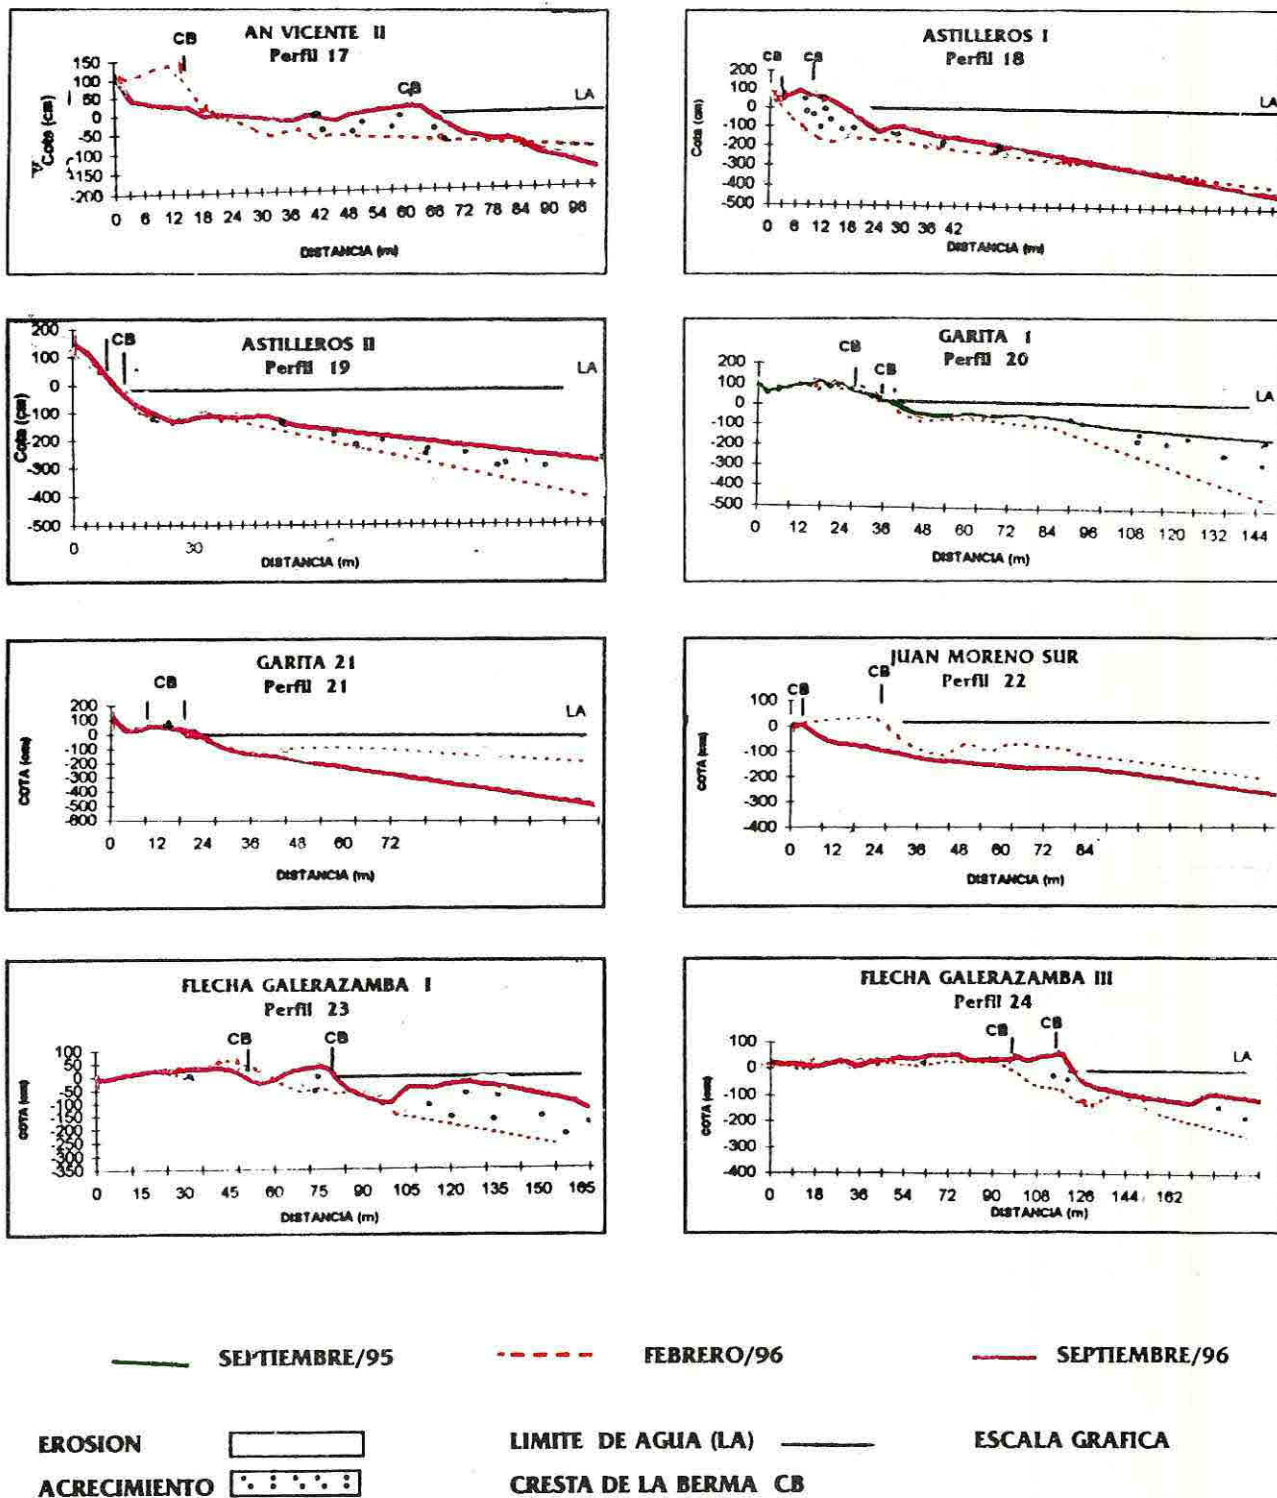 AN VICENTE II
Perfil 17
CB
CB
LA
Cota (cm)
150
100
50
0
-50
-100
-150
-200
0 6 12 18 24 30 36 42 48 54 60 66 72 78 84 90 96
DISTANCIA (m)
ASTILLEROS I
Perfil 18
CB
CB
LA
Cota (cm)
200
100
0
-100
-200
-300
-400
-500
0 6 12 18 24 30 36 42
DISTANCIA (m)
ASTILLEROS II
Perfil 19
CB
LA
Cota (cm)
200
100
0
-100
-200
-300
-400
-500
0 30
DISTANCIA (m)
GARITA I
Perfil 20
CB
CB
LA
Cota (cm)
200
100
0
-100
-200
-300
-400
-500
0 12 24 36 48 60 72 84 96 108 120 132 144
DISTANCIA (m)
GARITA 21
Perfil 21
CB
LA
COTA (cm)
200
100
0
-100
-200
-300
-400
-500
-600
0 12 24 36 48 60 72
DISTANCIA (m)
JUAN MORENO SUR
Perfil 22
CB
CB
COTA (cm)
100
0
-100
-200
-300
-400
0 12 24 36 48 60 72 84
DISTANCIA (m)
FLECHA GALERAZAMBA I
Perfil 23
CB
CB
COTA (cm)
100
50
0
-50
-100
-150
-200
-250
-300
-350
0 15 30 45 60 75 90 105 120 135 150 165
DISTANCIA (m)
FLECHA GALERAZAMBA III
Perfil 24
CB
CB
LA
COTA (cm)
100
0
-100
-200
-300
-400
0 18 36 54 72 90 108 126 144 162
DISTANCIA (m)
SEPTIEMBRE/95
FEBRERO/96
SEPTIEMBRE/96
EROSION
LIMITE DE AGUA (LA)
ESCALA GRAFICA
ACRECIMIENTO
CRESTA DE LA BERMA CB